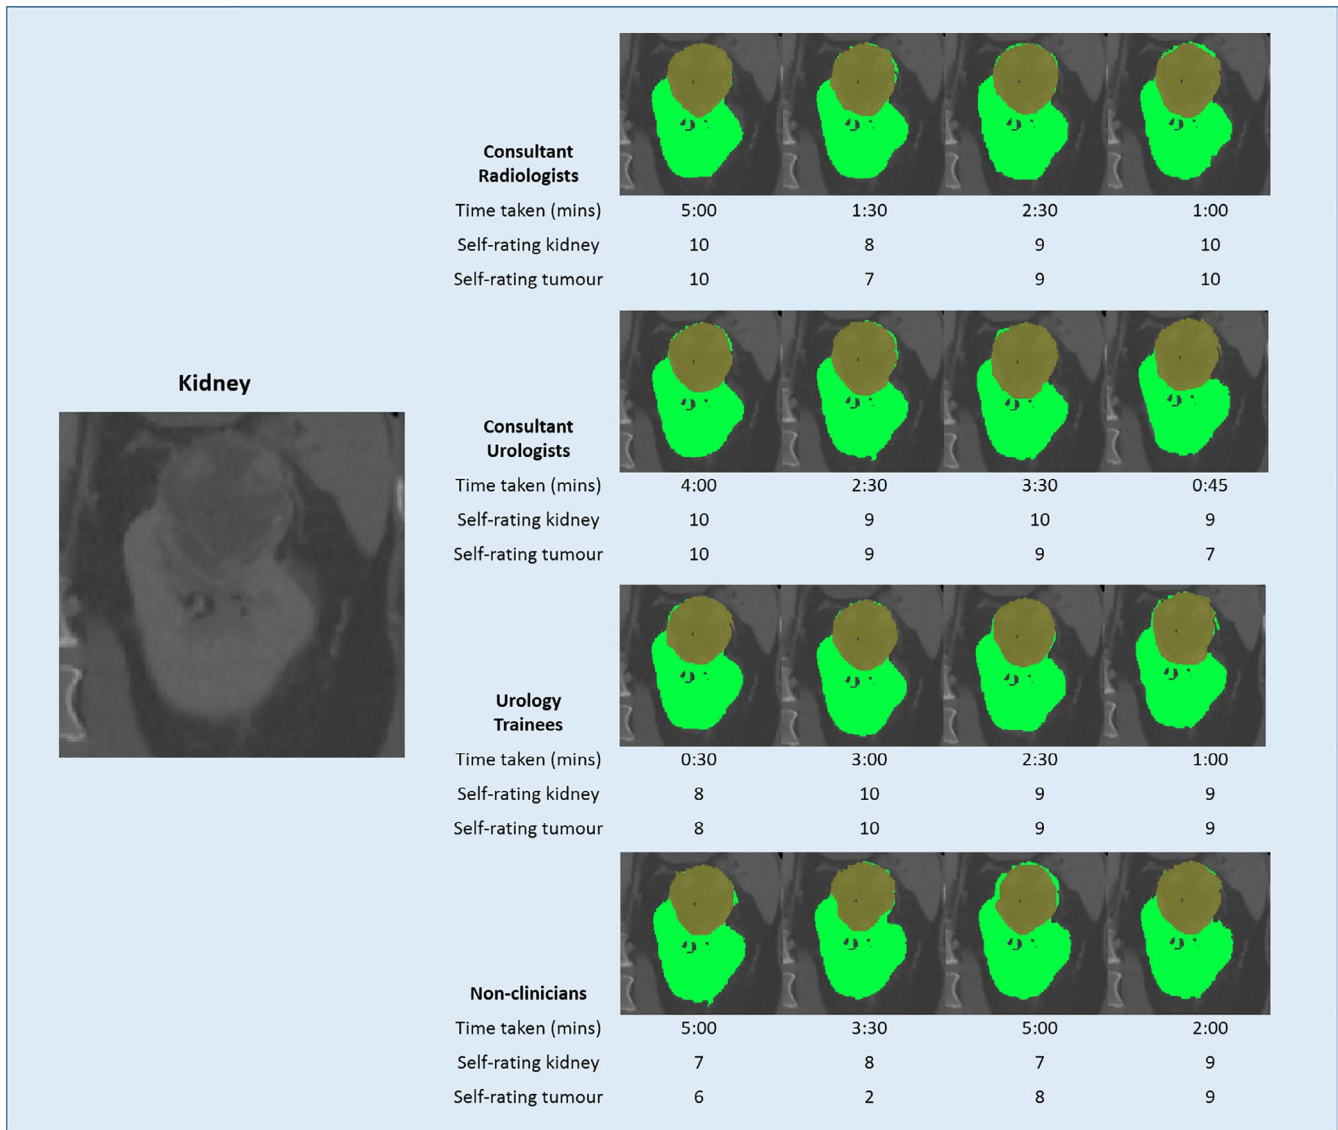 Kidney
Consultant
Radiologists
Time taken (mins) 5:00 1:30 2:30 1:00
Self-rating kidney 10 8 9 10
Self-rating tumour 10 7 9 10
Consultant
Urologists
Time taken (mins) 4:00 2:30 3:30 0:45
Self-rating kidney 10 9 10 9
Self-rating tumour 10 9 9 7
Urology
Trainees
Time taken (mins) 0:30 3:00 2:30 1:00
Self-rating kidney 8 10 9 9
Self-rating tumour 8 10 9 9
Non-clinicians
Time taken (mins) 5:00 3:30 5:00 2:00
Self-rating kidney 7 8 7 9
Self-rating tumour 6 2 8 9